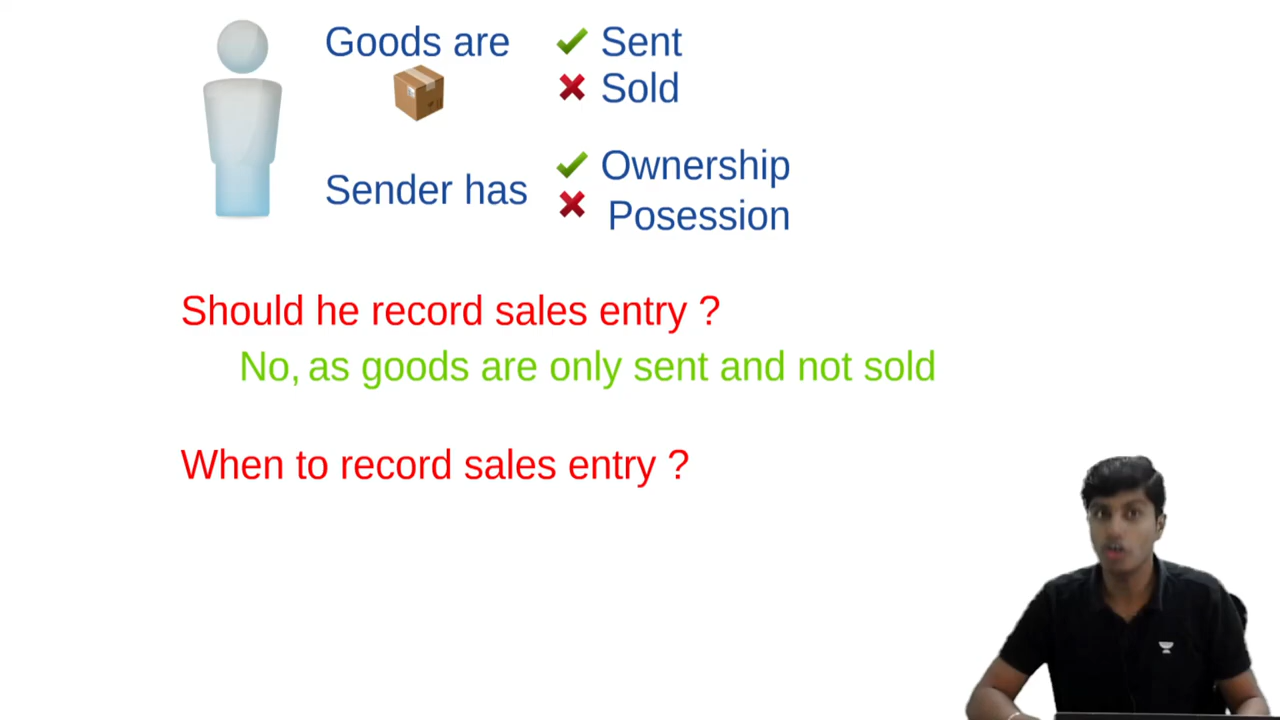 Goods are
Sent
Sold
Sender has
Ownership
Posession
Should he record sales entry ?
No, as goods are only sent and not sold
When to record sales entry ?